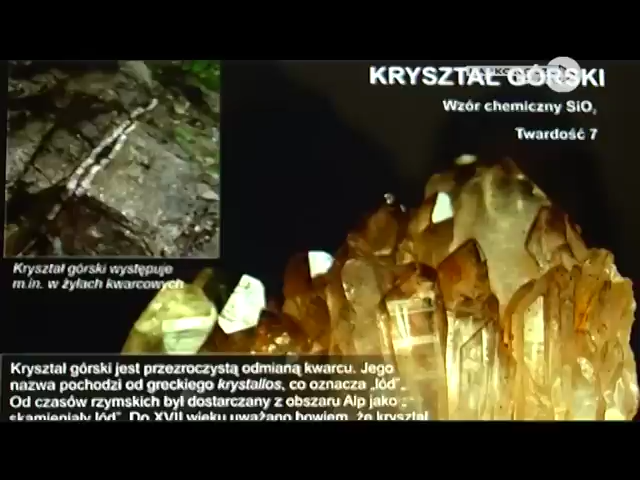 KRYSZTAŁ GÓRSKI
Wzór chemiczny SiO₂
Twardość 7
Kryształ górski występuje
m.in. w żyłach kwarcowych
Kryształ górski jest przezroczystą odmianą kwarcu. Jego
nazwa pochodzi od greckiego krystallos, co oznacza „lód”.
Od czasów rzymskich był dostarczany z obszaru Alp jako
„skamieniały lód”. Do XVII wieku uważano bowiem, że kryształ